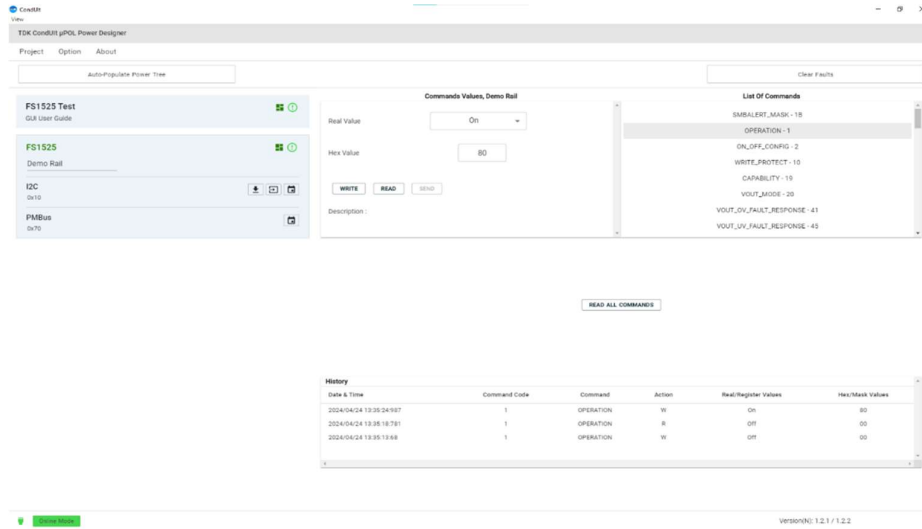 CondUit
View
TDK CondUit µPOL Power Designer
Project Option About
Auto-Populate Power Tree
Clear Faults
FS1525 Test
GUI User Guide
FS1525
Demo Rail
I2C
0x10
PMBus
0x70
Commands Values, Demo Rail
Real Value
On
Hex Value
80
WRITE READ SEND
Description :
List Of Commands
SMBALERT_MASK - 1B
OPERATION - 1
ON_OFF_CONFIG - 2
WRITE_PROTECT - 10
CAPABILITY - 19
VOUT_MODE - 20
VOUT_OV_FAULT_RESPONSE - 41
VOUT_UV_FAULT_RESPONSE - 45
READ ALL COMMANDS
History
Date & Time Command Code Command Action Real/Register Values Hex/Mask Values
2024/04/24 13:35:24:987 1 OPERATION W On 80
2024/04/24 13:35:18:781 1 OPERATION R Off 00
2024/04/24 13:35:13:68 1 OPERATION W Off 00
Online Mode
Version(N): 1.2.1 / 1.2.2